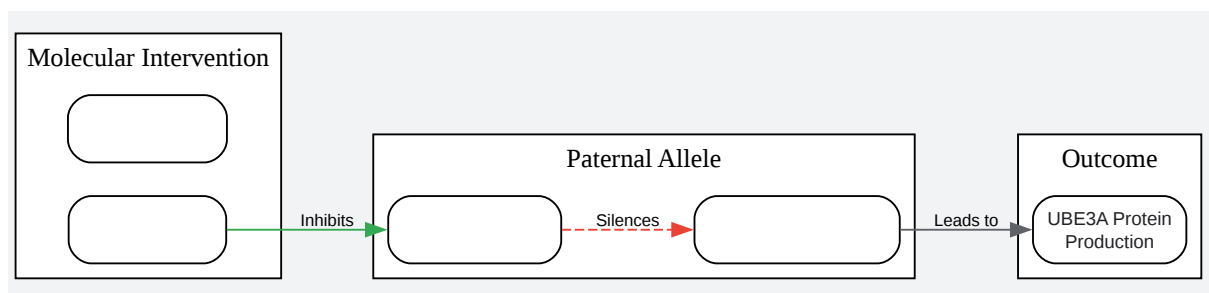 Molecular Intervention
Inhibits
Paternal Allele
Silences
Leads to
Outcome
UBE3A Protein
Production